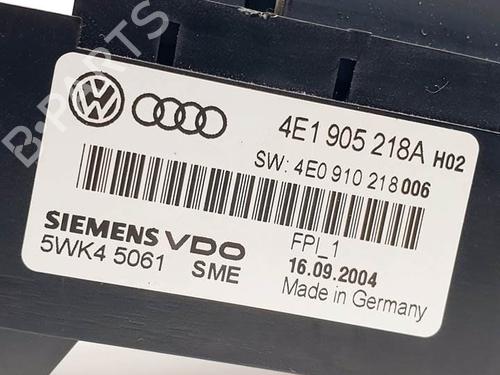 4E1 905 218A H02
SW: 4E0 910 218 006
SIEMENS VDO
5WK4 5061 SME
FPI_1
16.09.2004
Made in Germany
B-PARTS